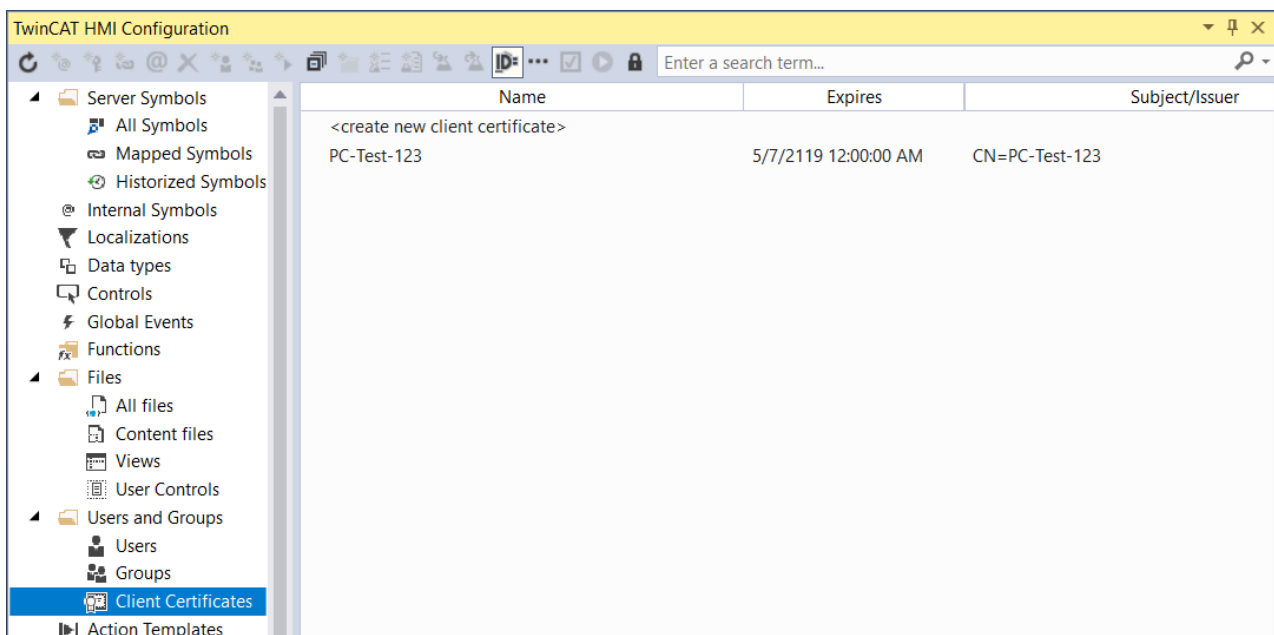 TwinCAT HMI Configuration
Enter a search term...
Server Symbols
All Symbols
Mapped Symbols
Historized Symbols
Internal Symbols
Localizations
Data types
Controls
Global Events
Functions
Files
All files
Content files
Views
User Controls
Users and Groups
Users
Groups
Client Certificates
Action Templates
Name Expires Subject/Issuer
<create new client certificate>
PC-Test-123 5/7/2119 12:00:00 AM CN=PC-Test-123